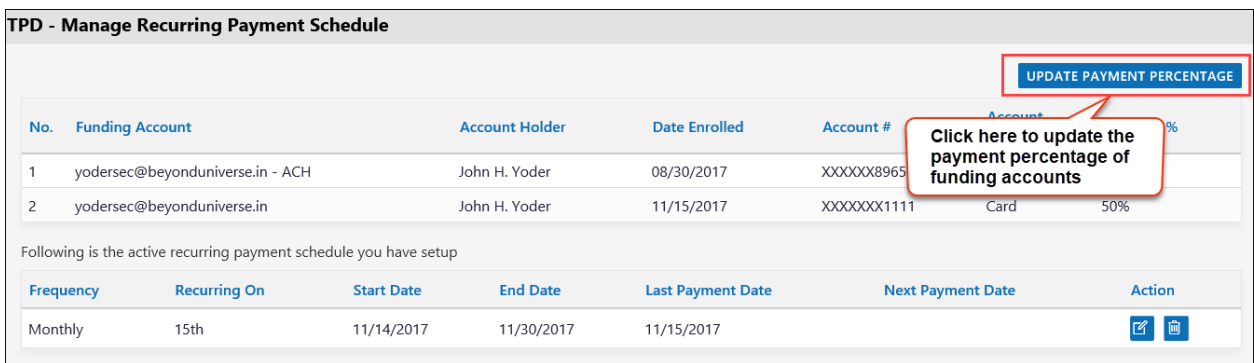 TPD - Manage Recurring Payment Schedule
UPDATE PAYMENT PERCENTAGE
No. Funding Account Account Holder Date Enrolled Account # Account %
Click here to update the
payment percentage of
funding accounts
1 yodersec@beyonduniverse.in - ACH John H. Yoder 08/30/2017 XXXXXX8965
2 yodersec@beyonduniverse.in John H. Yoder 11/15/2017 XXXXXXX1111 Card 50%
Following is the active recurring payment schedule you have setup
Frequency Recurring On Start Date End Date Last Payment Date Next Payment Date Action
Monthly 15th 11/14/2017 11/30/2017 11/15/2017